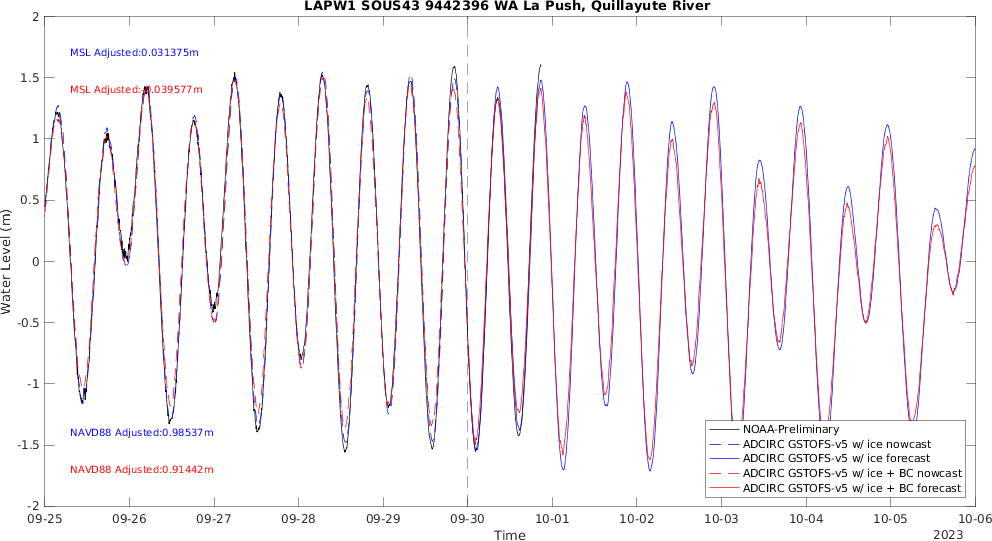 LAPW1 SOUS43 9442396 WA La Push, Quillayute River
Water Level (m)
2
1.5
1
0.5
0
-0.5
-1
-1.5
-2
MSL Adjusted:0.031375m
MSL Adjusted:-0.039577m
NAVD88 Adjusted:0.98537m
NAVD88 Adjusted:0.91442m
NOAA-Preliminary
ADCIRC GSTOFS-v5 w/ ice nowcast
ADCIRC GSTOFS-v5 w/ ice forecast
ADCIRC GSTOFS-v5 w/ ice + BC nowcast
ADCIRC GSTOFS-v5 w/ ice + BC forecast
09-25 09-26 09-27 09-28 09-29 09-30 10-01 10-02 10-03 10-04 10-05 10-06
Time
2023